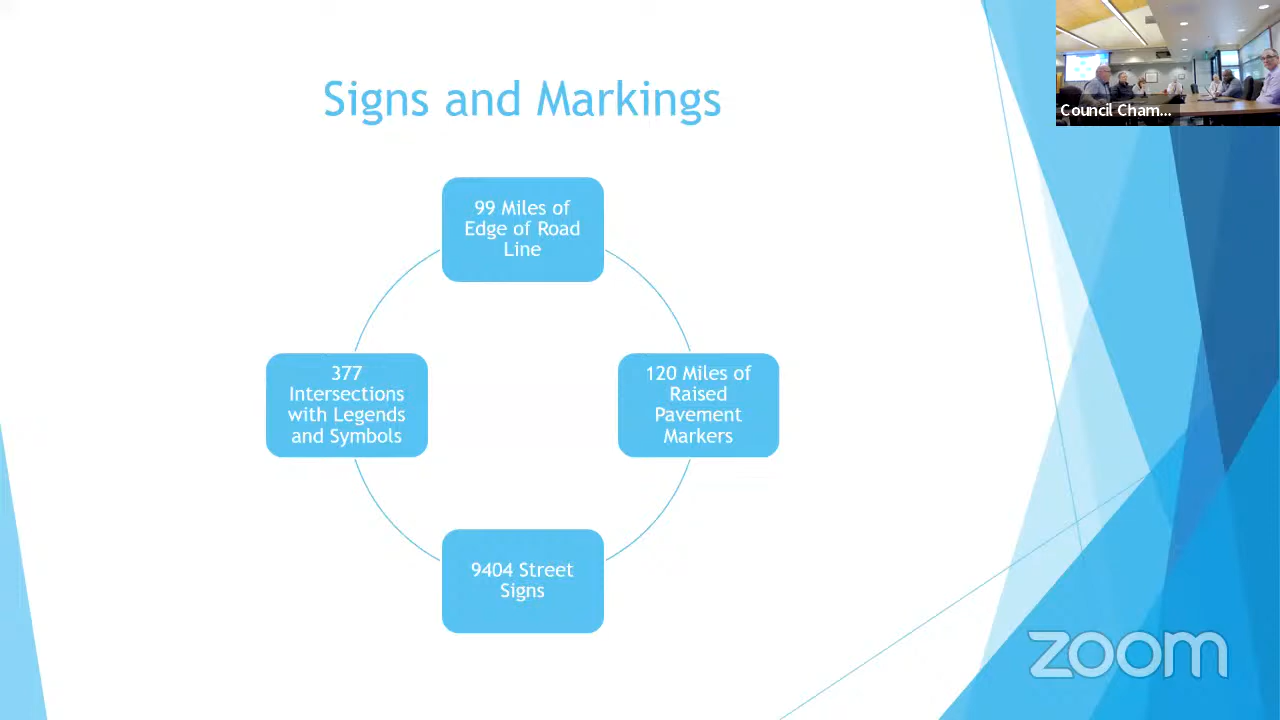 Signs and Markings
Council Cham...
99 Miles of
Edge of Road
Line
377
Intersections
with Legends
and Symbols
120 Miles of
Raised
Pavement
Markers
9404 Street
Signs
zoom